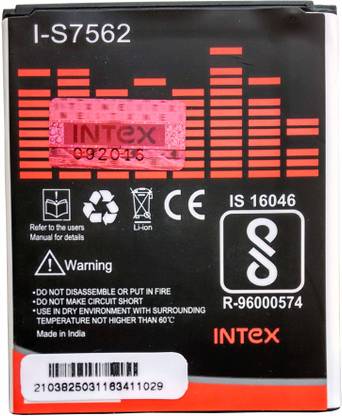 I-S7562
INTEX
092015
Refer to the users
Manual for details
Li-ion
CE
IS 16046
R-96000574
Warning
DO NOT DISASSEMBLE OR PUT IN FIRE
DO NOT MAKE CIRCUIT SHORT
USE IN DRY ENVIRONMENT WITH SURROUNDING
TEMPERATURE NOT HIGHER THAN 60℃
Made in India
INTEX
2103825031163411029